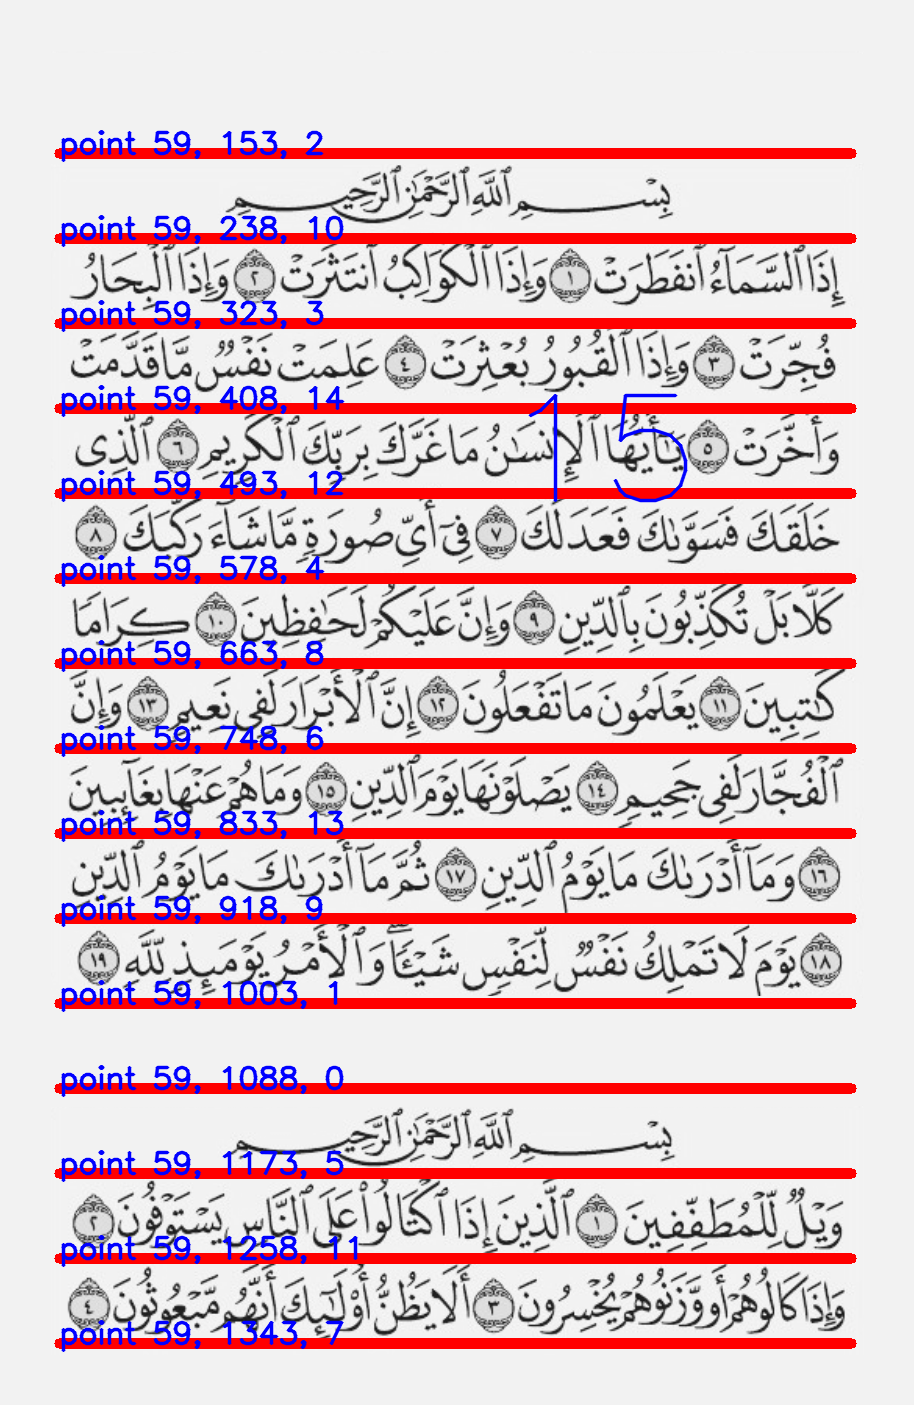 point 59, 153, 2
بِسْمِ ٱللَّهِ ٱلرَّحْمَٰنِ ٱلرَّحِيمِ
point 59, 238, 10
إِذَا ٱلسَّمَآءُ ٱنفَطَرَتْ ١ وَإِذَا ٱلْكَوَاكِبُ ٱنتَثَرَتْ ٢ وَإِذَا ٱلْبِحَارُ
point 59, 323, 3
فُجِّرَتْ ٣ وَإِذَا ٱلْقُبُورُ بُعْثِرَتْ ٤ عَلِمَتْ نَفْسٌ مَّا قَدَّمَتْ
point 59, 408, 14
وَأَخَّرَتْ ٥ يَٰٓأَيُّهَا ٱلْإِنسَٰنُ مَا غَرَّكَ بِرَبِّكَ ٱلْكَرِيمِ ٦ ٱلَّذِى
15
point 59, 493, 12
خَلَقَكَ فَسَوَّىٰكَ فَعَدَلَكَ ٧ فِىٓ أَىِّ صُورَةٍ مَّا شَآءَ رَكَّبَكَ ٨
point 59, 578, 4
كَلَّا بَلْ تُكَذِّبُونَ بِٱلدِّينِ ٩ وَإِنَّ عَلَيْكُمْ لَحَٰفِظِينَ ١٠ كِرَامًا
point 59, 663, 8
كَٰتِبِينَ ١١ يَعْلَمُونَ مَا تَفْعَلُونَ ١٢ إِنَّ ٱلْأَبْرَارَ لَفِى نَعِيمٍ ١٣ وَإِنَّ
point 59, 748, 6
ٱلْفُجَّارَ لَفِى جَحِيمٍ ١٤ يَصْلَوْنَهَا يَوْمَ ٱلدِّينِ ١٥ وَمَا هُمْ عَنْهَا بِغَآئِبِينَ
point 59, 833, 13
١٦ وَمَآ أَدْرَىٰكَ مَا يَوْمُ ٱلدِّينِ ١٧ ثُمَّ مَآ أَدْرَىٰكَ مَا يَوْمُ ٱلدِّينِ
point 59, 918, 9
١٨ يَوْمَ لَا تَمْلِكُ نَفْسٌ لِّنَفْسٍ شَيْـًٔا ۖ وَٱلْأَمْرُ يَوْمَئِذٍ لِّلَّهِ ١٩
point 59, 1003, 1
point 59, 1088, 0
بِسْمِ ٱللَّهِ ٱلرَّحْمَٰنِ ٱلرَّحِيمِ
point 59, 1173, 5
وَيْلٌ لِّلْمُطَفِّفِينَ ١ ٱلَّذِينَ إِذَا ٱكْتَالُوا۟ عَلَى ٱلنَّاسِ يَسْتَوْفُونَ ٢
point 59, 1258, 11
وَإِذَا كَالُوهُمْ أَو وَّزَنُوهُمْ يُخْسِرُونَ ٣ أَلَا يَظُنُّ أُو۟لَٰٓئِكَ أَنَّهُم مَّبْعُوثُونَ ٤
point 59, 1343, 7